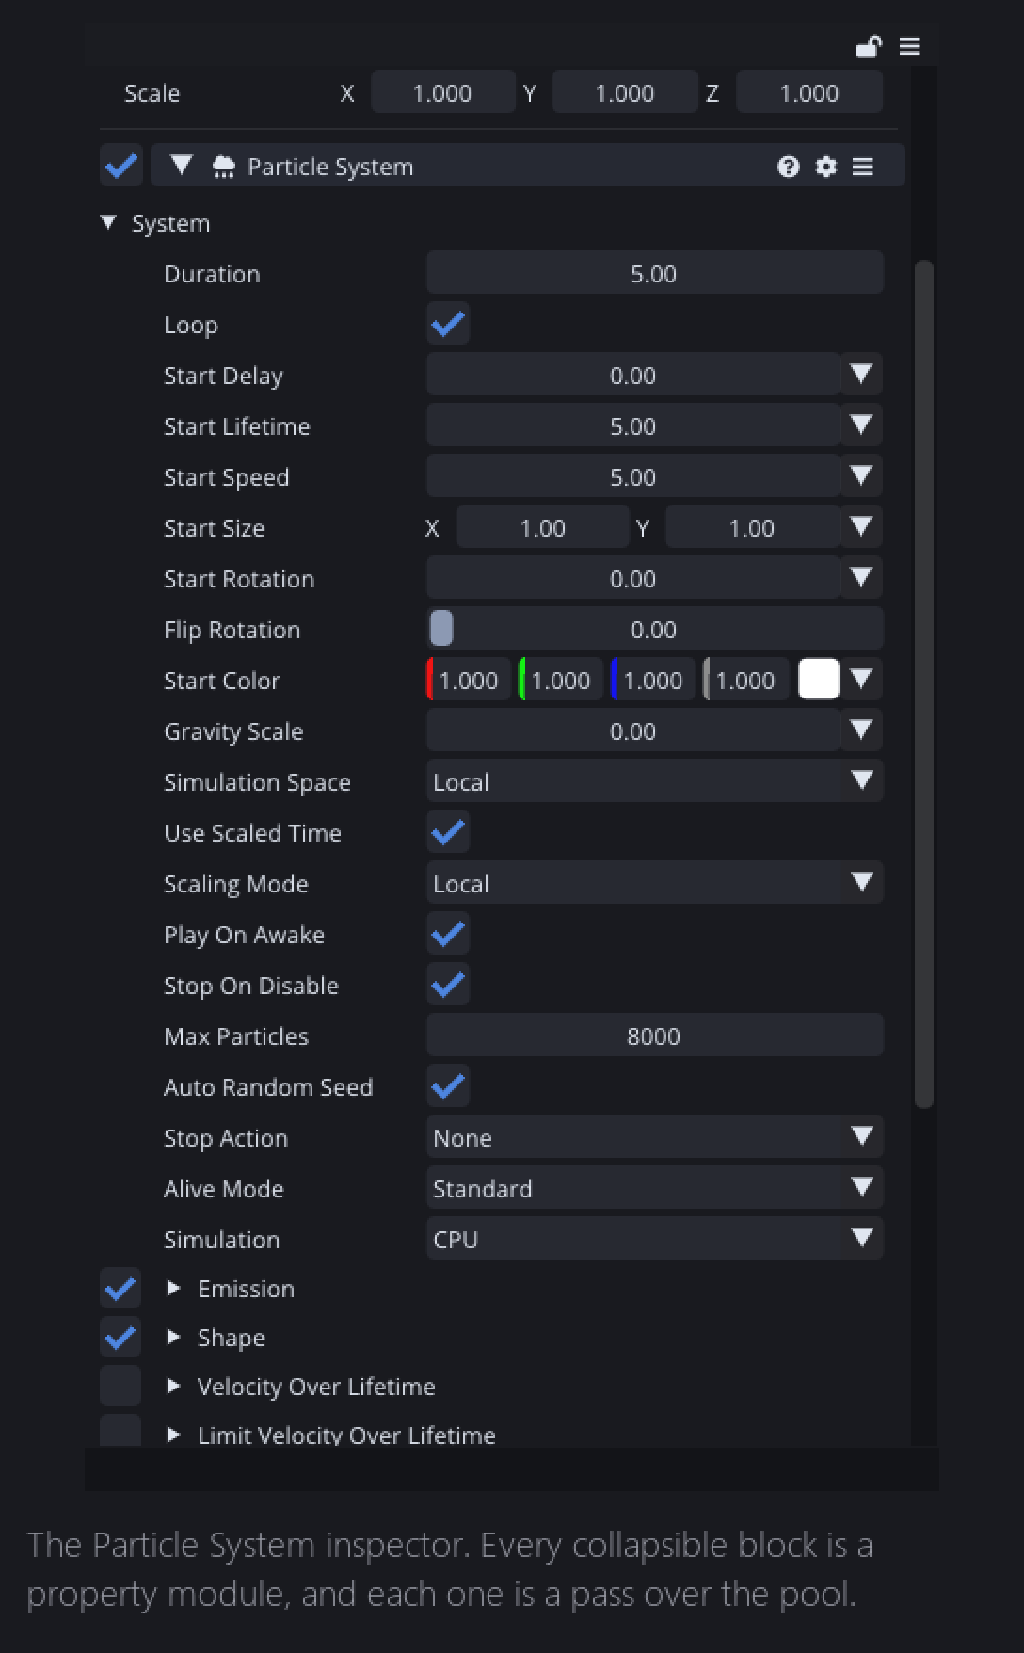 Scale X 1.000 Y 1.000 Z 1.000
Particle System
System
Duration 5.00
Loop
Start Delay 0.00
Start Lifetime 5.00
Start Speed 5.00
Start Size X 1.00 Y 1.00
Start Rotation 0.00
Flip Rotation 0.00
Start Color 1.000 1.000 1.000 1.000
Gravity Scale 0.00
Simulation Space Local
Use Scaled Time
Scaling Mode Local
Play On Awake
Stop On Disable
Max Particles 8000
Auto Random Seed
Stop Action None
Alive Mode Standard
Simulation CPU
Emission
Shape
Velocity Over Lifetime
Limit Velocity Over Lifetime
The Particle System inspector. Every collapsible block is a
property module, and each one is a pass over the pool.